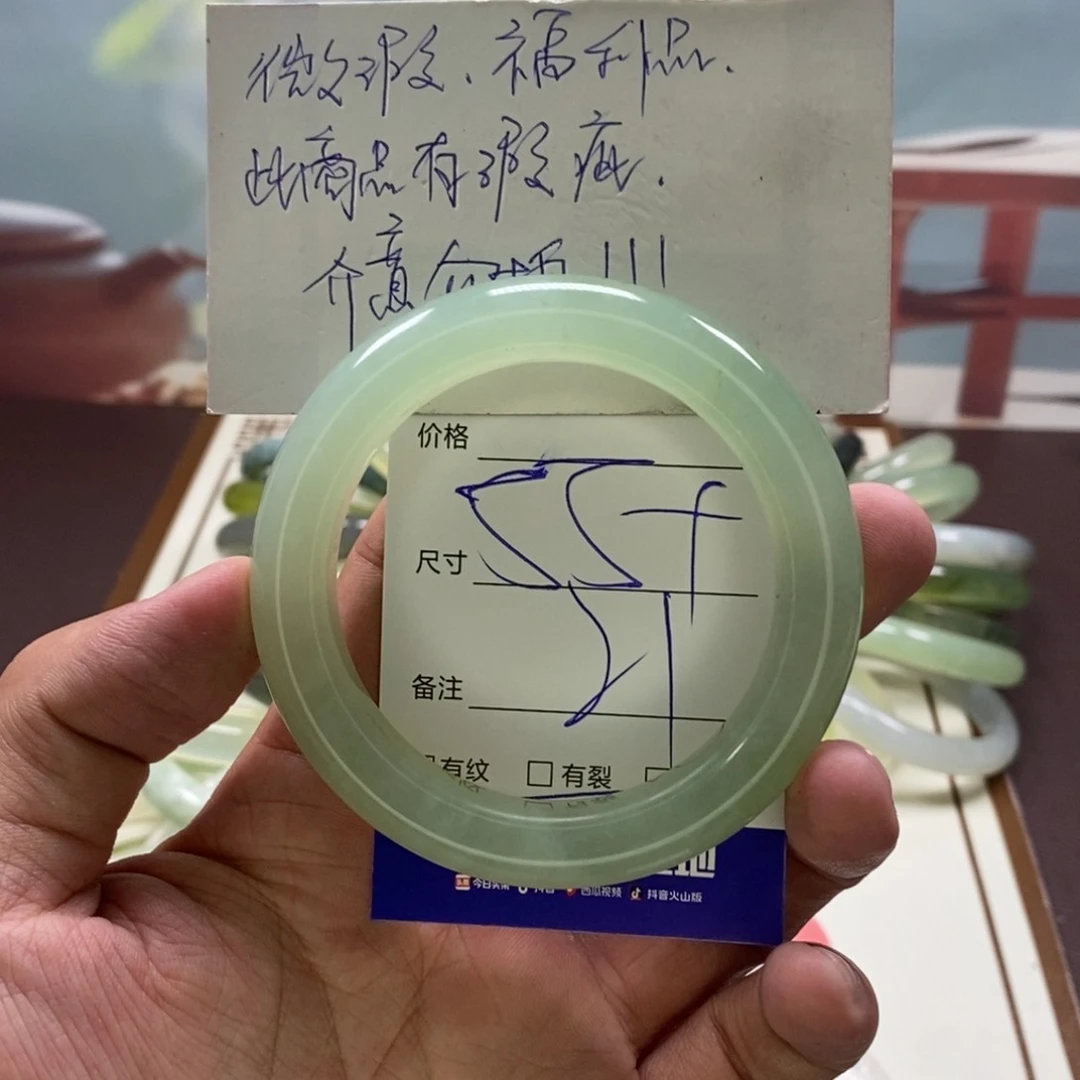 微瑕、福利品.
此商品有瑕疵.
介意勿拍!!!
价格
尺寸
备注
有纹 □有裂
今日头条 抖音 西瓜视频 抖音火山版